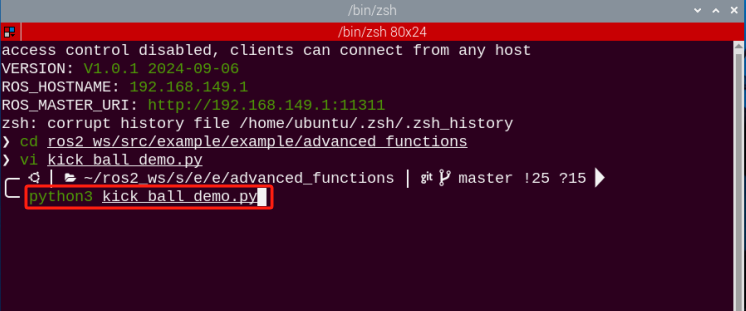 /bin/zsh
/bin/zsh 80x24
access control disabled, clients can connect from any host
VERSION: V1.0.1 2024-09-06
ROS_HOSTNAME: 192.168.149.1
ROS_MASTER_URI: http://192.168.149.1:11311
zsh: corrupt history file /home/ubuntu/.zsh/.zsh_history
❯ cd ros2_ws/src/example/example/advanced_functions
❯ vi kick_ball_demo.py
~/ros2_ws/s/e/e/advanced_functions | git master !25 ?15
python3 kick_ball_demo.py